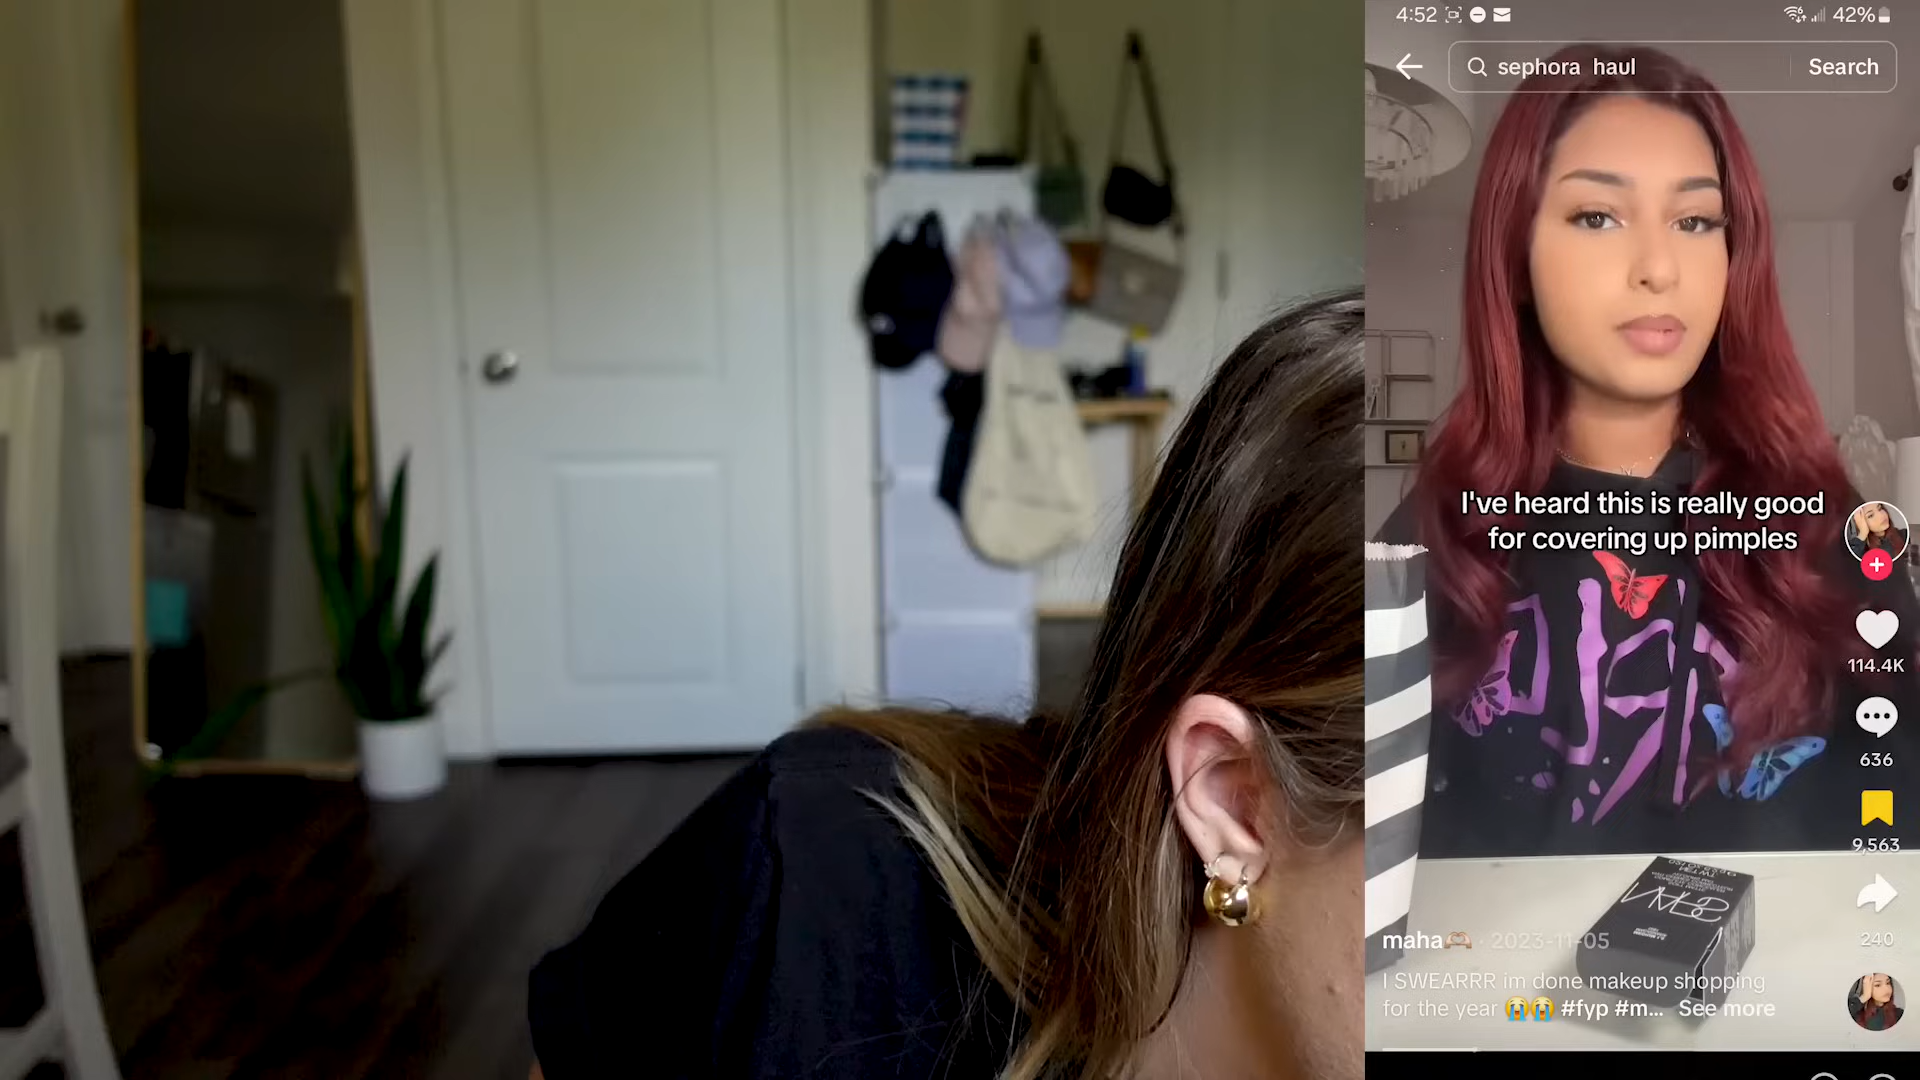 4:52
42%
sephora haul
Search
I've heard this is really good
for covering up pimples
114.4K
636
9,563
240
maha🫶🏼 · 2023-11-05
I SWEARRR im done makeup shopping
for the year 😭😭 #fyp #m... See more
NARS